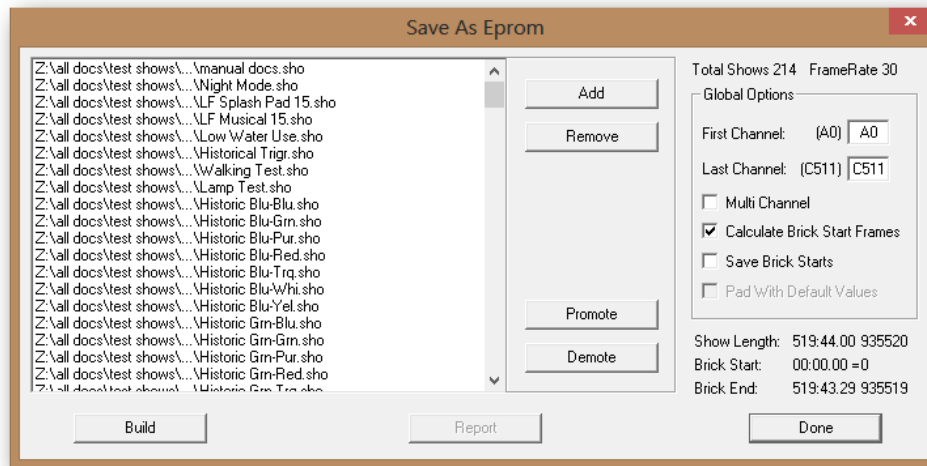 Save As Eprom
x
Z:\all docs\test shows\...\manual docs.sho
Z:\all docs\test shows\...\Night Mode.sho
Z:\all docs\test shows\...\LF Splash Pad 15.sho
Z:\all docs\test shows\...\LF Musical 15.sho
Z:\all docs\test shows\...\Low Water Use.sho
Z:\all docs\test shows\...\Historical Trigr.sho
Z:\all docs\test shows\...\Walking Test.sho
Z:\all docs\test shows\...\Lamp Test.sho
Z:\all docs\test shows\...\Historic Blu-Blu.sho
Z:\all docs\test shows\...\Historic Blu-Grn.sho
Z:\all docs\test shows\...\Historic Blu-Pur.sho
Z:\all docs\test shows\...\Historic Blu-Red.sho
Z:\all docs\test shows\...\Historic Blu-Trq.sho
Z:\all docs\test shows\...\Historic Blu-Whi.sho
Z:\all docs\test shows\...\Historic Blu-Yel.sho
Z:\all docs\test shows\...\Historic Grn-Blu.sho
Z:\all docs\test shows\...\Historic Grn-Grn.sho
Z:\all docs\test shows\...\Historic Grn-Pur.sho
Z:\all docs\test shows\...\Historic Grn-Red.sho
Z:\all docs\test shows\...\Historic Grn-Trq.sho
Add
Remove
Promote
Demote
Total Shows 214 FrameRate 30
Global Options
First Channel: (A0) A0
Last Channel: (C511) C511
Multi Channel
Calculate Brick Start Frames
Save Brick Starts
Pad With Default Values
Show Length: 519:44.00 935520
Brick Start: 00:00.00 =0
Brick End: 519:43.29 935519
Build
Report
Done